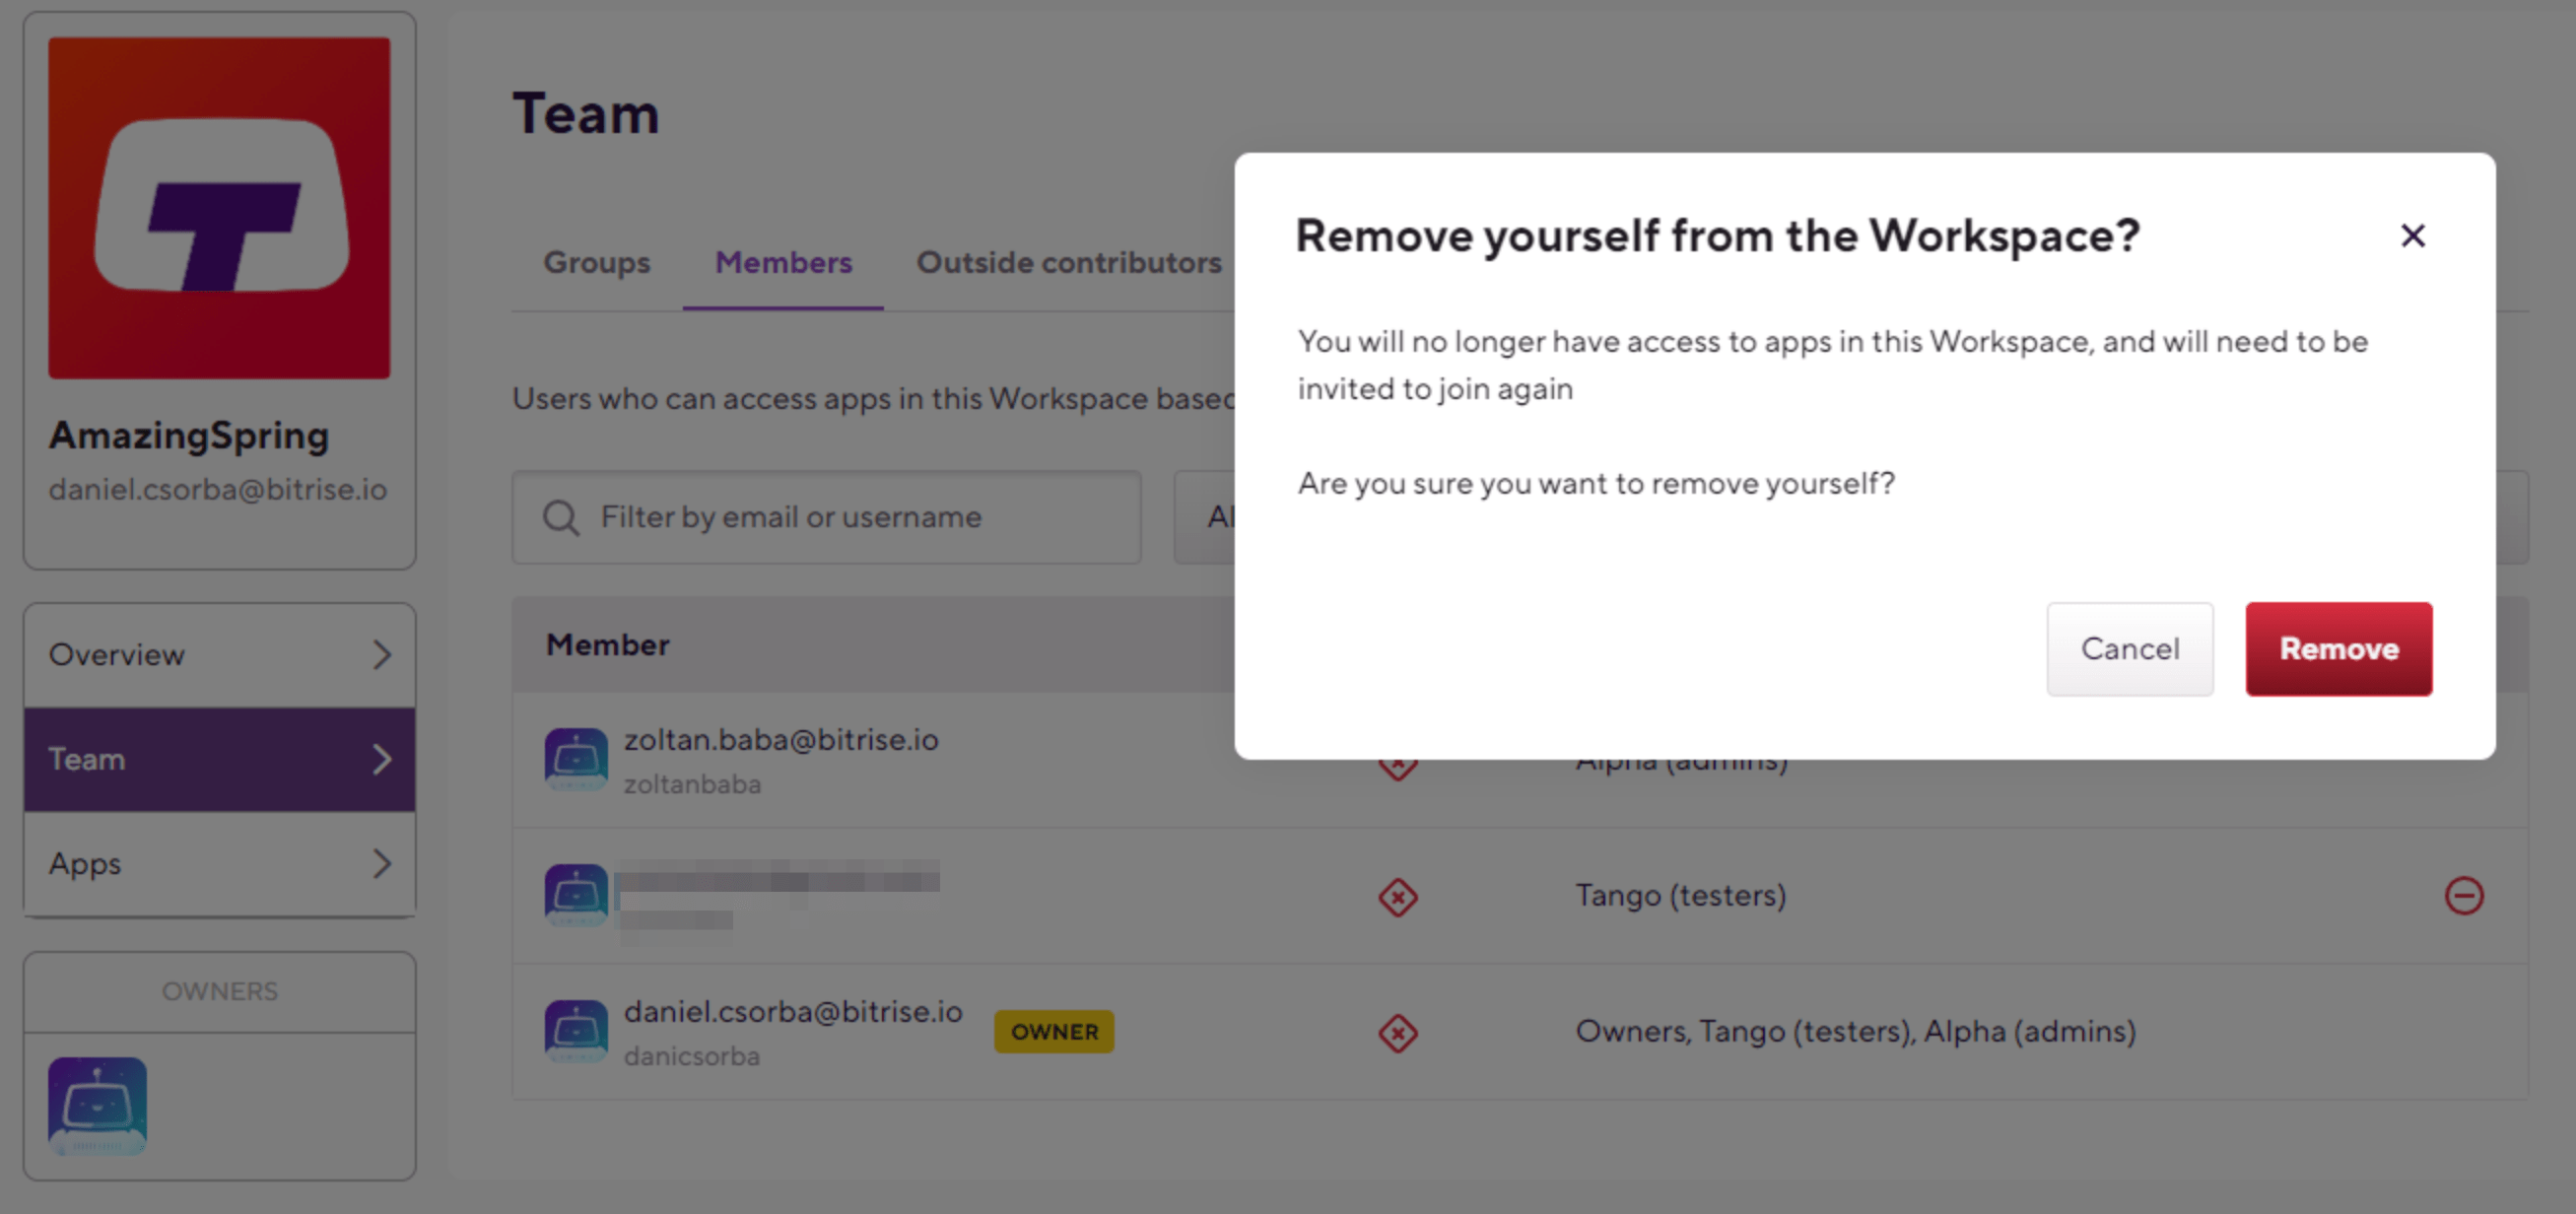 AmazingSpring
daniel.csorba@bitrise.io
Overview
Team
Apps
OWNERS
Team
Groups Members Outside contributors
Users who can access apps in this Workspace based
Filter by email or username
Member
zoltan.baba@bitrise.io
zoltanbaba
Alpha (admins)
Tango (testers)
daniel.csorba@bitrise.io
danicsorba
OWNER
Owners, Tango (testers), Alpha (admins)
Remove yourself from the Workspace?
You will no longer have access to apps in this Workspace, and will need to be
invited to join again
Are you sure you want to remove yourself?
Cancel Remove